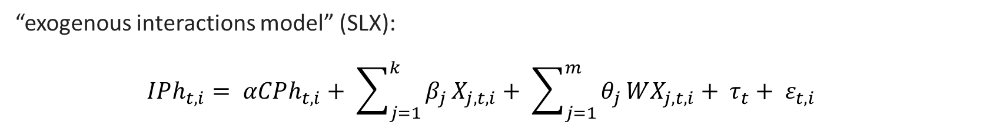 “exogenous interactions model” (SLX):
IPh_{t,i} = αCPh_{t,i} + ∑_{j=1}^{k} β_j X_{j,t,i} + ∑_{j=1}^{m} θ_j WX_{j,t,i} + τ_t + ε_{t,i}